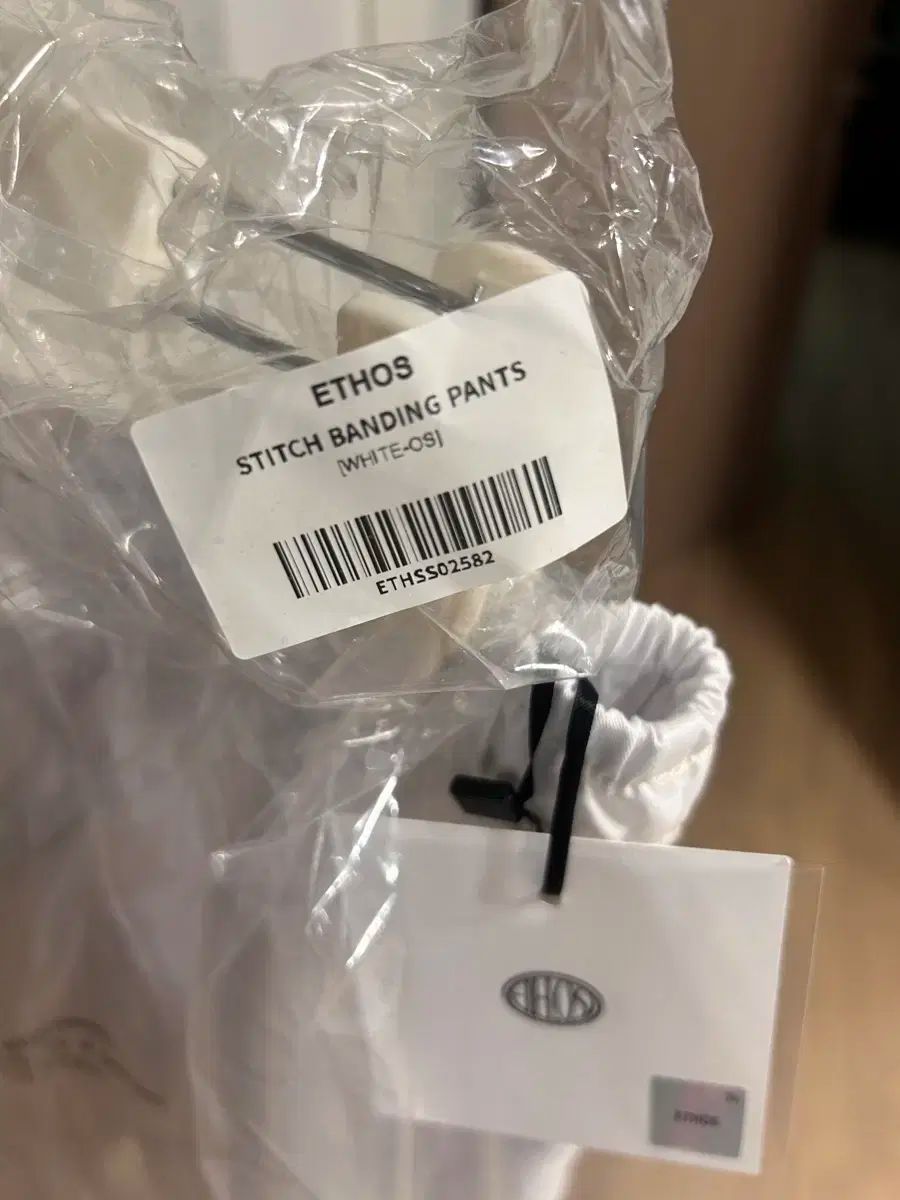 ETHOS
STITCH BANDING PANTS
[WHITE-OS]
ETHSS02582
ETHOS
ETHOS